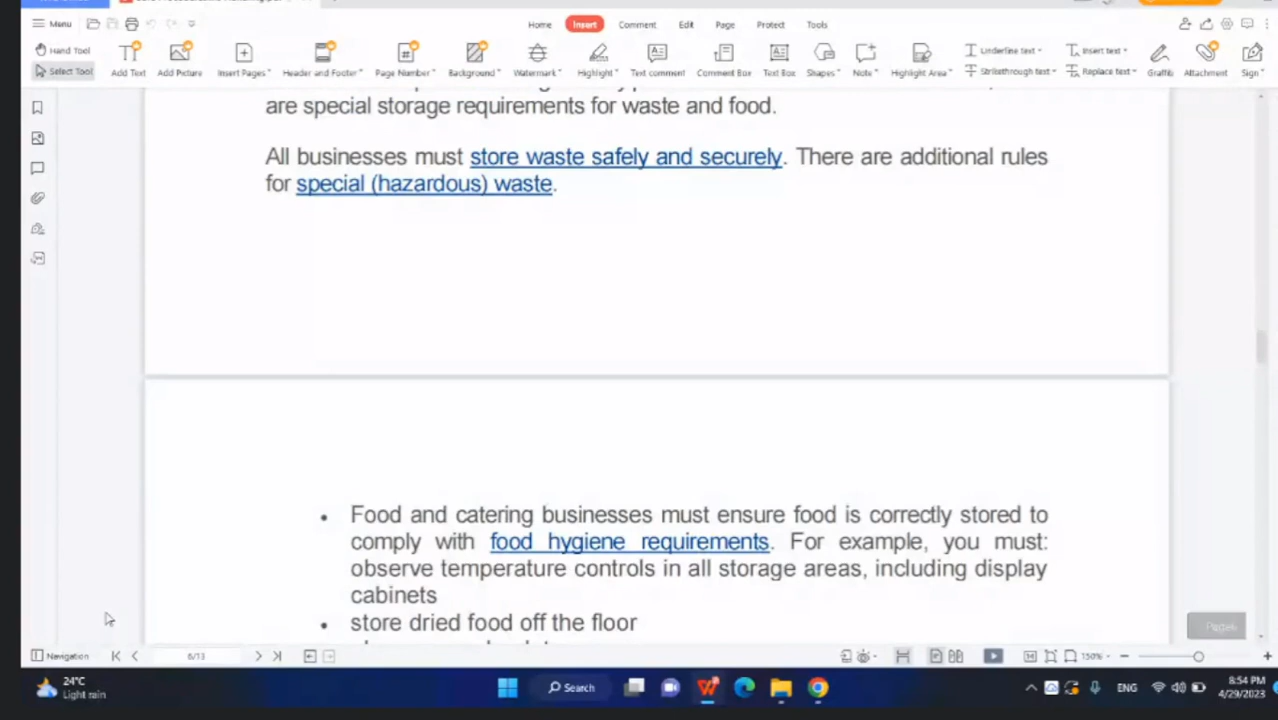 Menu
Home Insert Comment Edit Page Protect Tools
Hand Tool
Select Tool
Add Text Add Picture Insert Pages Header and Footer Page Number Background Watermark Highlight Text comment Comment Box Text Box Shapes Note Highlight Area
Underline text Insert text
Strikethrough text Replace text
Graffiti Attachment Sign
are special storage requirements for waste and food.
All businesses must store waste safely and securely. There are additional rules
for special (hazardous) waste.
• Food and catering businesses must ensure food is correctly stored to
comply with food hygiene requirements. For example, you must:
observe temperature controls in all storage areas, including display
cabinets
• store dried food off the floor
Navigation 6/13 150%
24°C
Light rain
Search
ENG
8:54 PM
4/29/2023